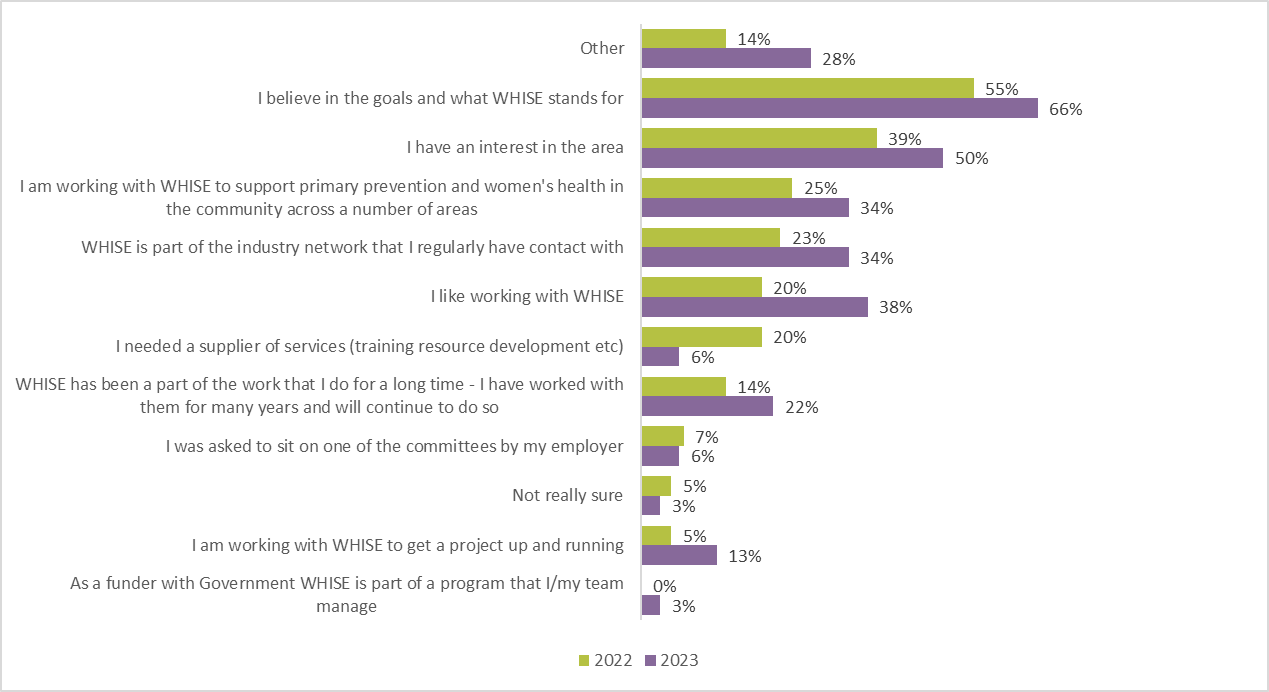 Other
14%
28%
I believe in the goals and what WHISE stands for
55%
66%
I have an interest in the area
39%
50%
I am working with WHISE to support primary prevention and women's health in
the community across a number of areas
25%
34%
WHISE is part of the industry network that I regularly have contact with
23%
34%
I like working with WHISE
20%
38%
I needed a supplier of services (training resource development etc)
20%
6%
WHISE has been a part of the work that I do for a long time - I have worked with
them for many years and will continue to do so
14%
22%
I was asked to sit on one of the committees by my employer
7%
6%
Not really sure
5%
3%
I am working with WHISE to get a project up and running
5%
13%
As a funder with Government WHISE is part of a program that I/my team
manage
0%
3%
2022 2023